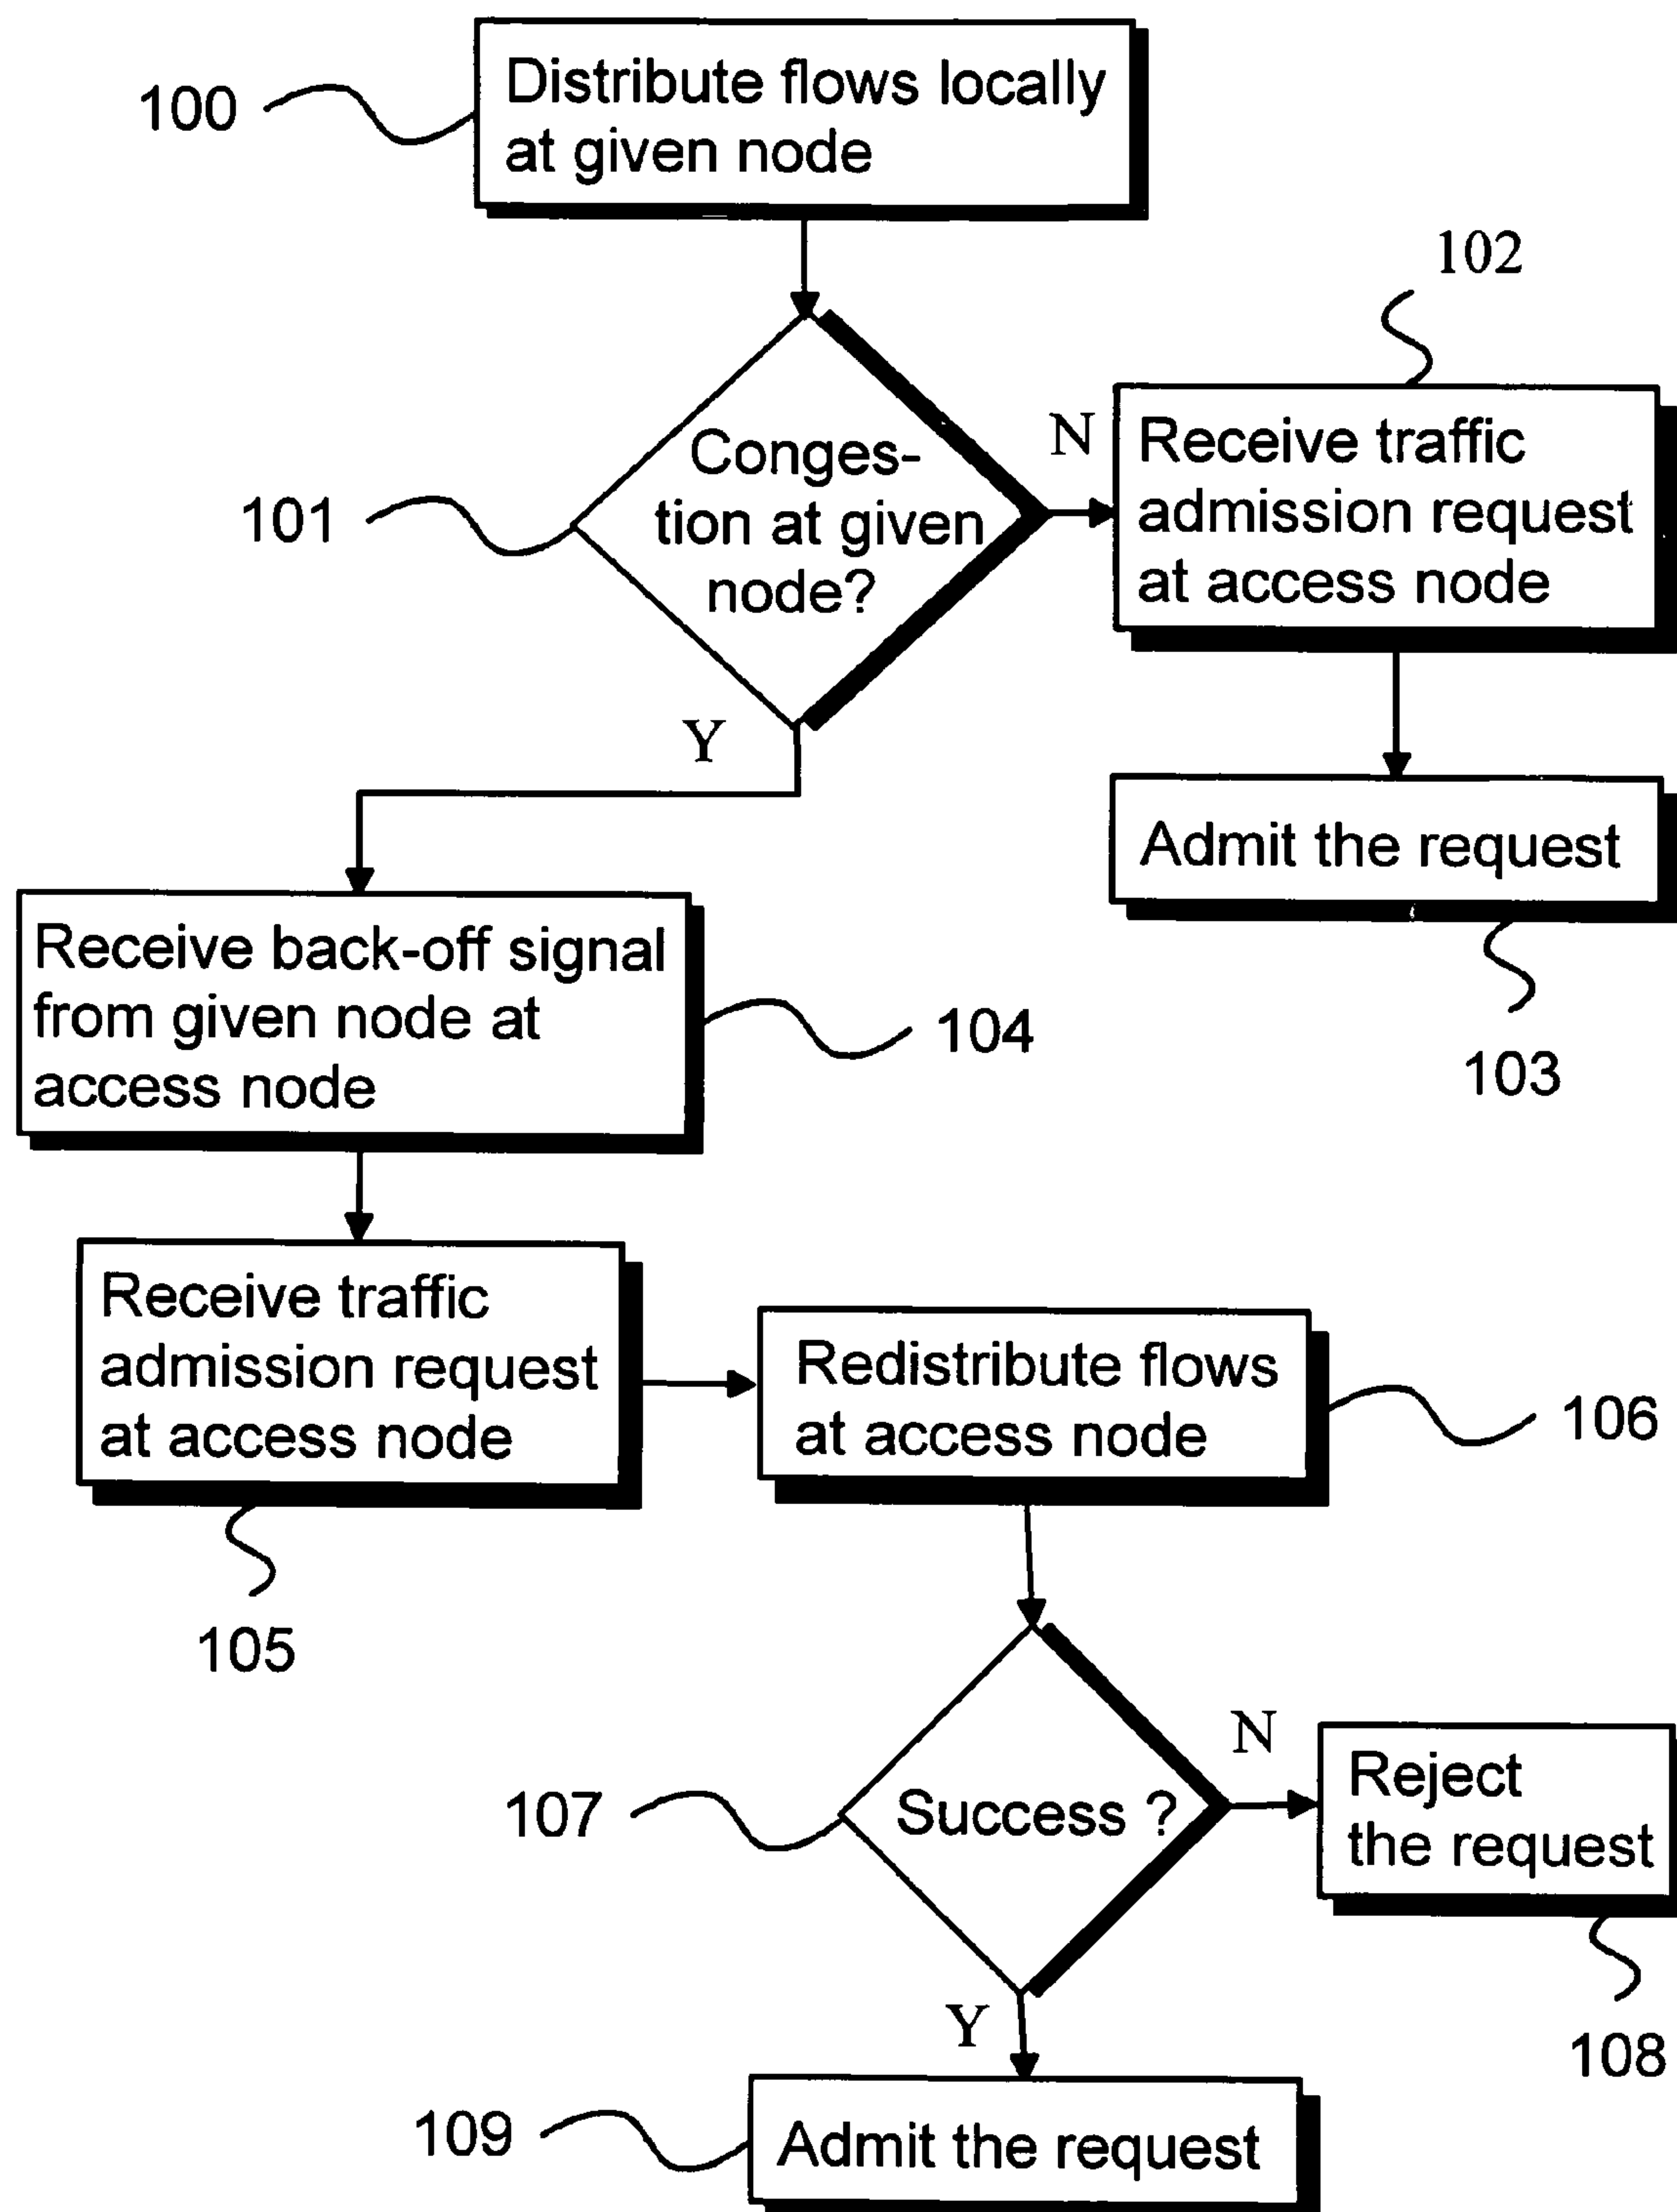 Distribute flows locally
at given node
100
102
Conges-
tion at given
node?
101
N
Receive traffic
admission request
at access node
Y
Admit the request
103
Receive back-off signal
from given node at
access node
104
Receive traffic
admission request
at access node
105
Redistribute flows
at access node
106
Success ?
107
N
Reject
the request
108
Y
Admit the request
109